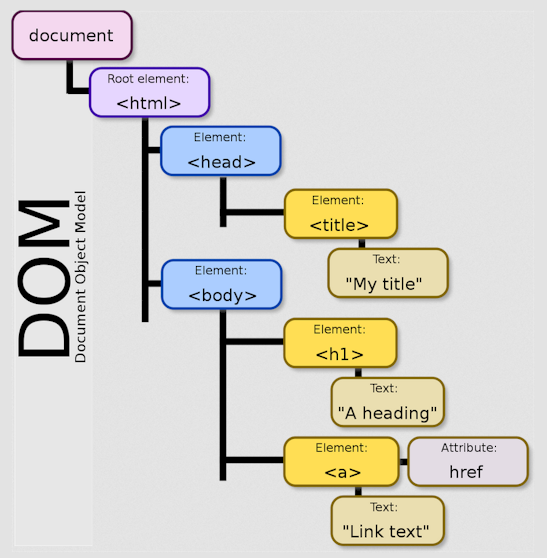 document
Root element:
<html>
Element:
<head>
Element:
<title>
Text:
"My title"
Element:
<body>
Element:
<h1>
Text:
"A heading"
Element:
<a>
Attribute:
href
Text:
"Link text"
DOM
Document Object Model